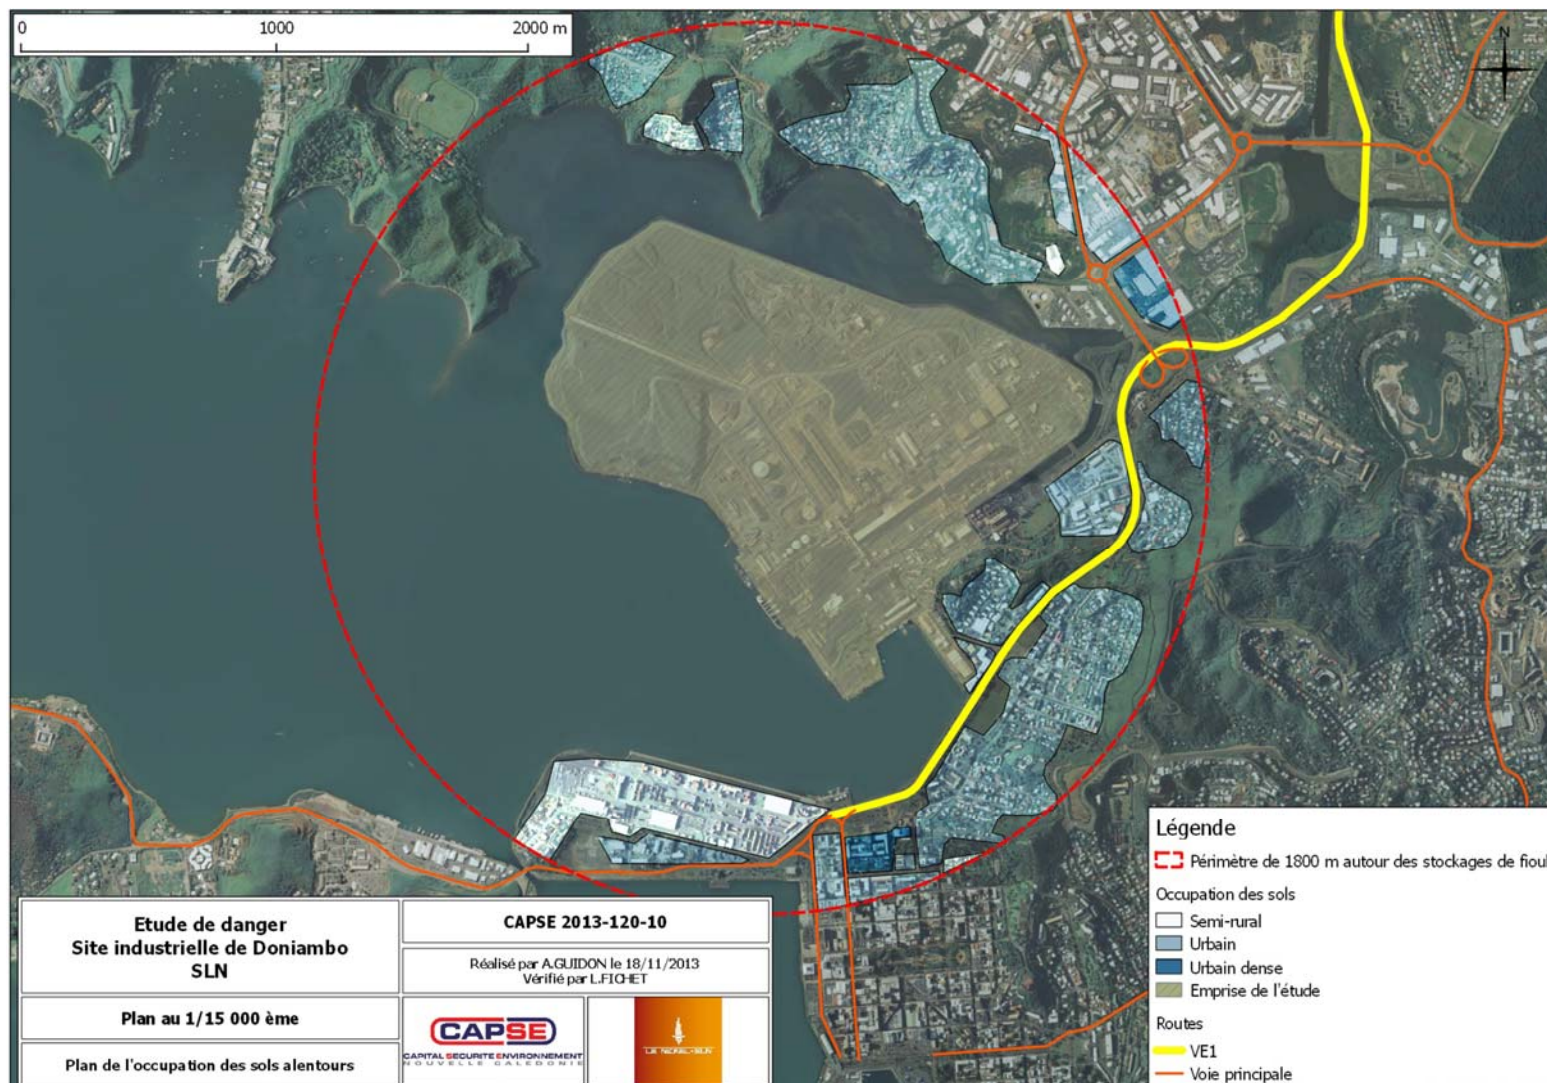 0 1000 2000 m
N
Légende
Périmètre de 1800 m autour des stockages de fioul
Occupation des sols
Semi-rural
Urbain
Urbain dense
Emprise de l'étude
Routes
VE1
Voie principale
Etude de danger
Site industrielle de Doniambo
SLN
Plan au 1/15 000 ème
Plan de l'occupation des sols alentours
CAPSE 2013-120-10
Réalisé par A.GUIDON le 18/11/2013
Vérifié par L.FICHET
CAPSE
CAPITAL SECURITE ENVIRONNEMENT
NOUVELLE CALEDONIE
LE NICKEL-SLN